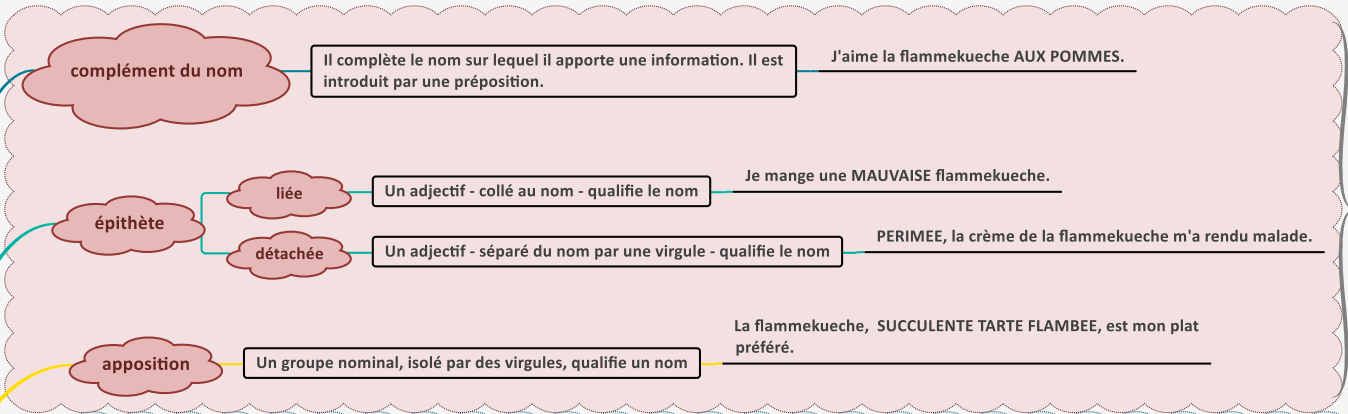 complément du nom
Il complète le nom sur lequel il apporte une information. Il est
introduit par une préposition.
J'aime la flammekueche AUX POMMES.
épithète
liée
Un adjectif - collé au nom - qualifie le nom
Je mange une MAUVAISE flammekueche.
détachée
Un adjectif - séparé du nom par une virgule - qualifie le nom
PERIMEE, la crème de la flammekueche m'a rendu malade.
apposition
Un groupe nominal, isolé par des virgules, qualifie un nom
La flammekueche,  SUCCULENTE TARTE FLAMBEE, est mon plat
préféré.